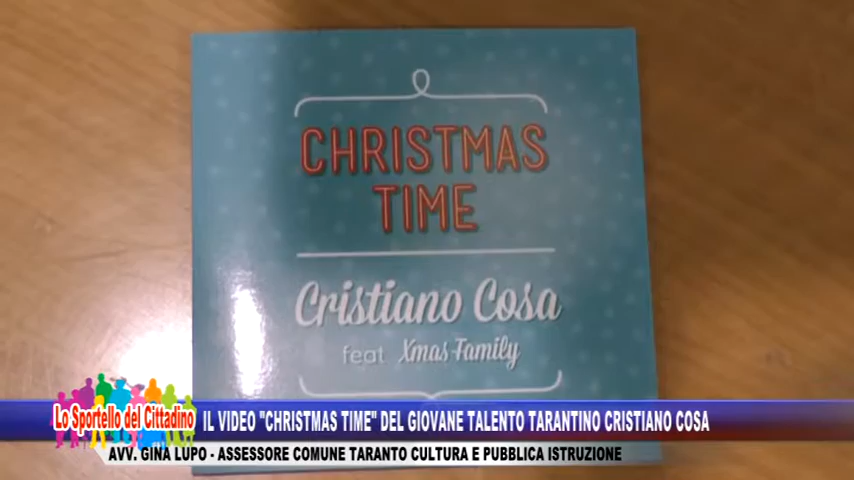 CHRISTMAS
TIME
Cristiano Cosa
feat Xmas Family
Lo Sportello del Cittadino
IL VIDEO "CHRISTMAS TIME" DEL GIOVANE TALENTO TARANTINO CRISTIANO COSA
AVV. GINA LUPO - ASSESSORE COMUNE TARANTO CULTURA E PUBBLICA ISTRUZIONE